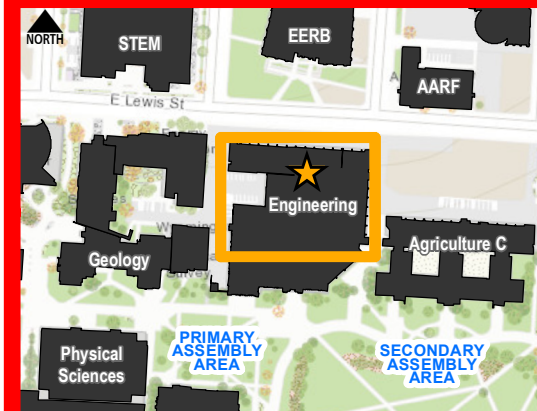 NORTH
STEM
EERB
AARF
E Lewis St
Engineering
Geology
Agriculture C
PRIMARY
ASSEMBLY
AREA
SECONDARY
ASSEMBLY
AREA
Physical
Sciences